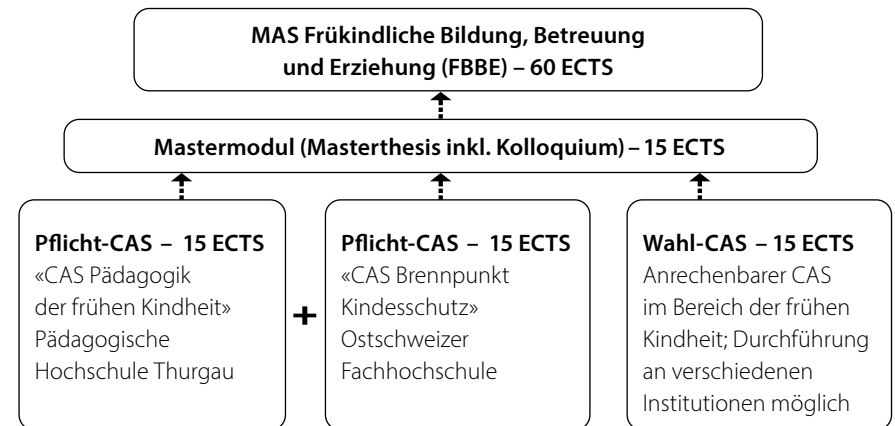 MAS Frükindliche Bildung, Betreuung
und Erziehung (FBBE) – 60 ECTS
Mastermodul (Masterthesis inkl. Kolloquium) – 15 ECTS
Pflicht-CAS – 15 ECTS
«CAS Pädagogik
der frühen Kindheit»
Pädagogische
Hochschule Thurgau
+
Pflicht-CAS – 15 ECTS
«CAS Brennpunkt
Kindesschutz»
Ostschweizer
Fachhochschule
Wahl-CAS – 15 ECTS
Anrechenbarer CAS
im Bereich der frühen
Kindheit; Durchführung
an verschiedenen
Institutionen möglich